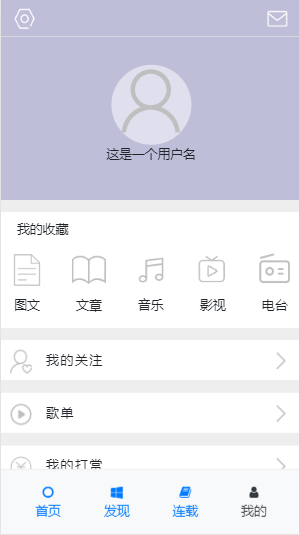 这是一个用户名
我的收藏
图文 文章 音乐 影视 电台
我的关注
歌单
我的打赏
首页 发现 连载 我的